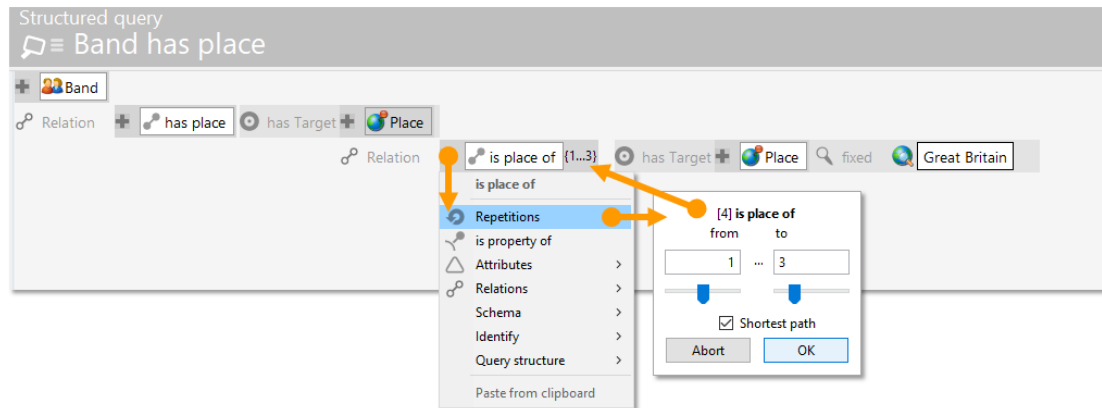 Structured query
Band has place
Band
Relation has place has Target Place
Relation is place of {1...3} has Target Place fixed Great Britain
is place of
Repetitions
is property of
Attributes
Relations
Schema
Identify
Query structure
Paste from clipboard
[4] is place of
from to
1 ... 3
Shortest path
Abort OK